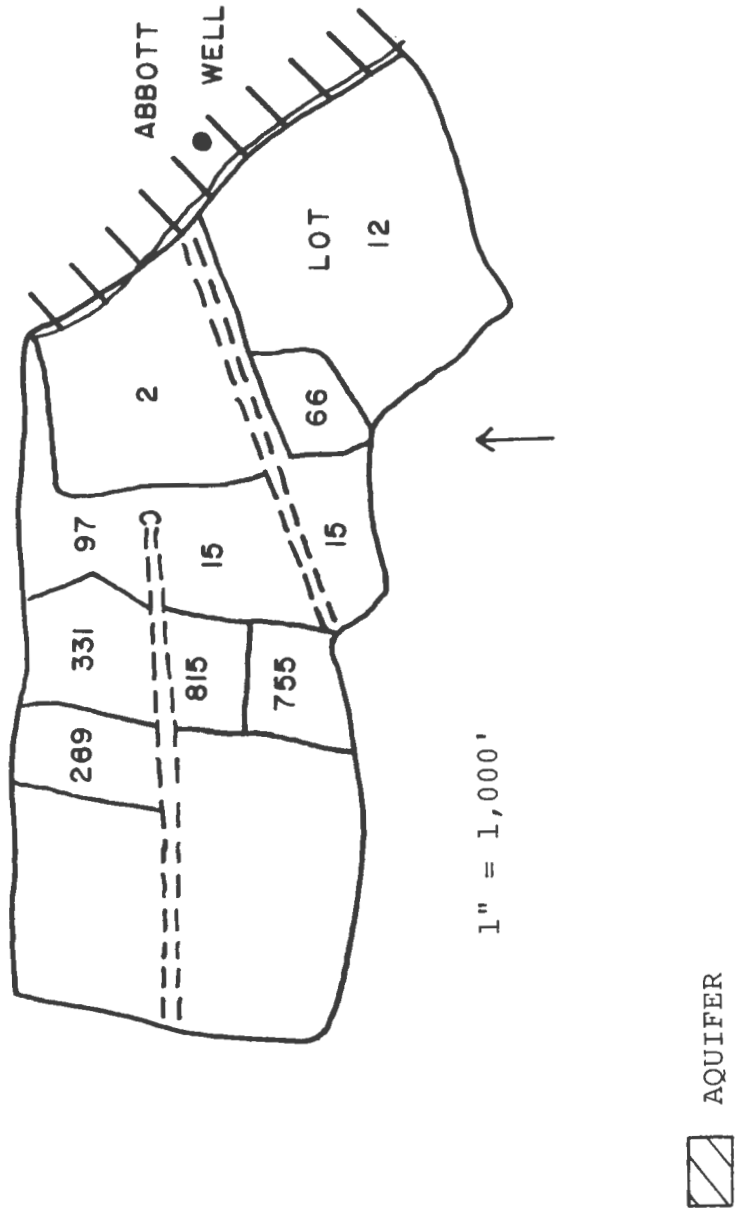 289
331
97
2
ABBOTT
WELL
815
15
755
15
66
LOT
12
1" = 1,000'
AQUIFER